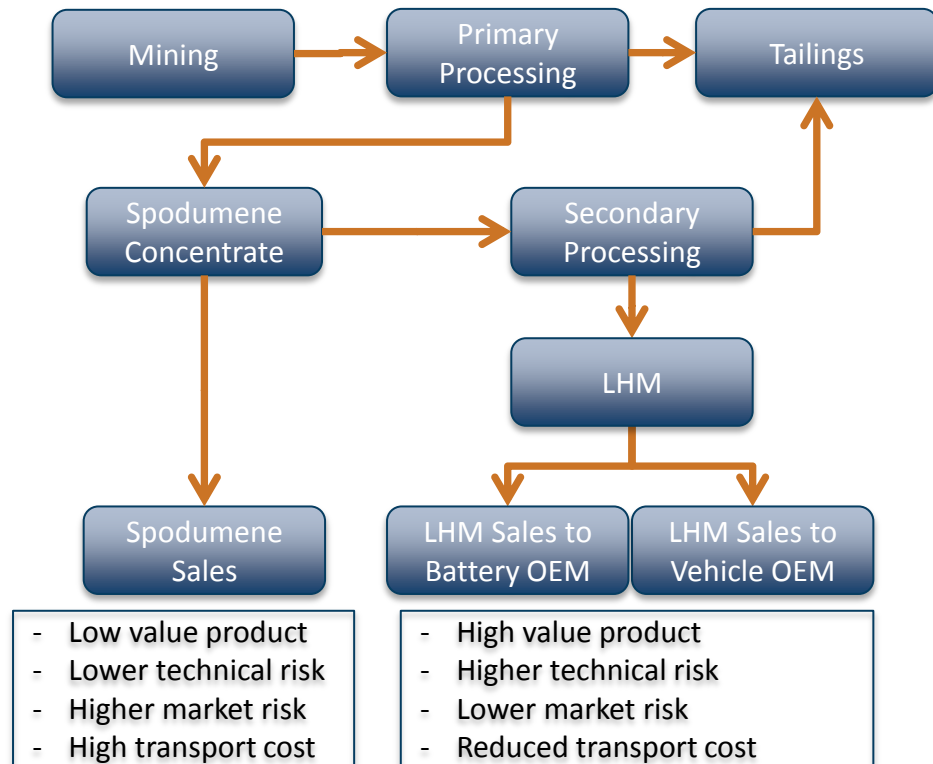 Mining
Primary
Processing
Tailings
Spodumene
Concentrate
Secondary
Processing
LHM
Spodumene
Sales
LHM Sales to
Battery OEM
LHM Sales to
Vehicle OEM
- Low value product
- Lower technical risk
- Higher market risk
- High transport cost
- High value product
- Higher technical risk
- Lower market risk
- Reduced transport cost